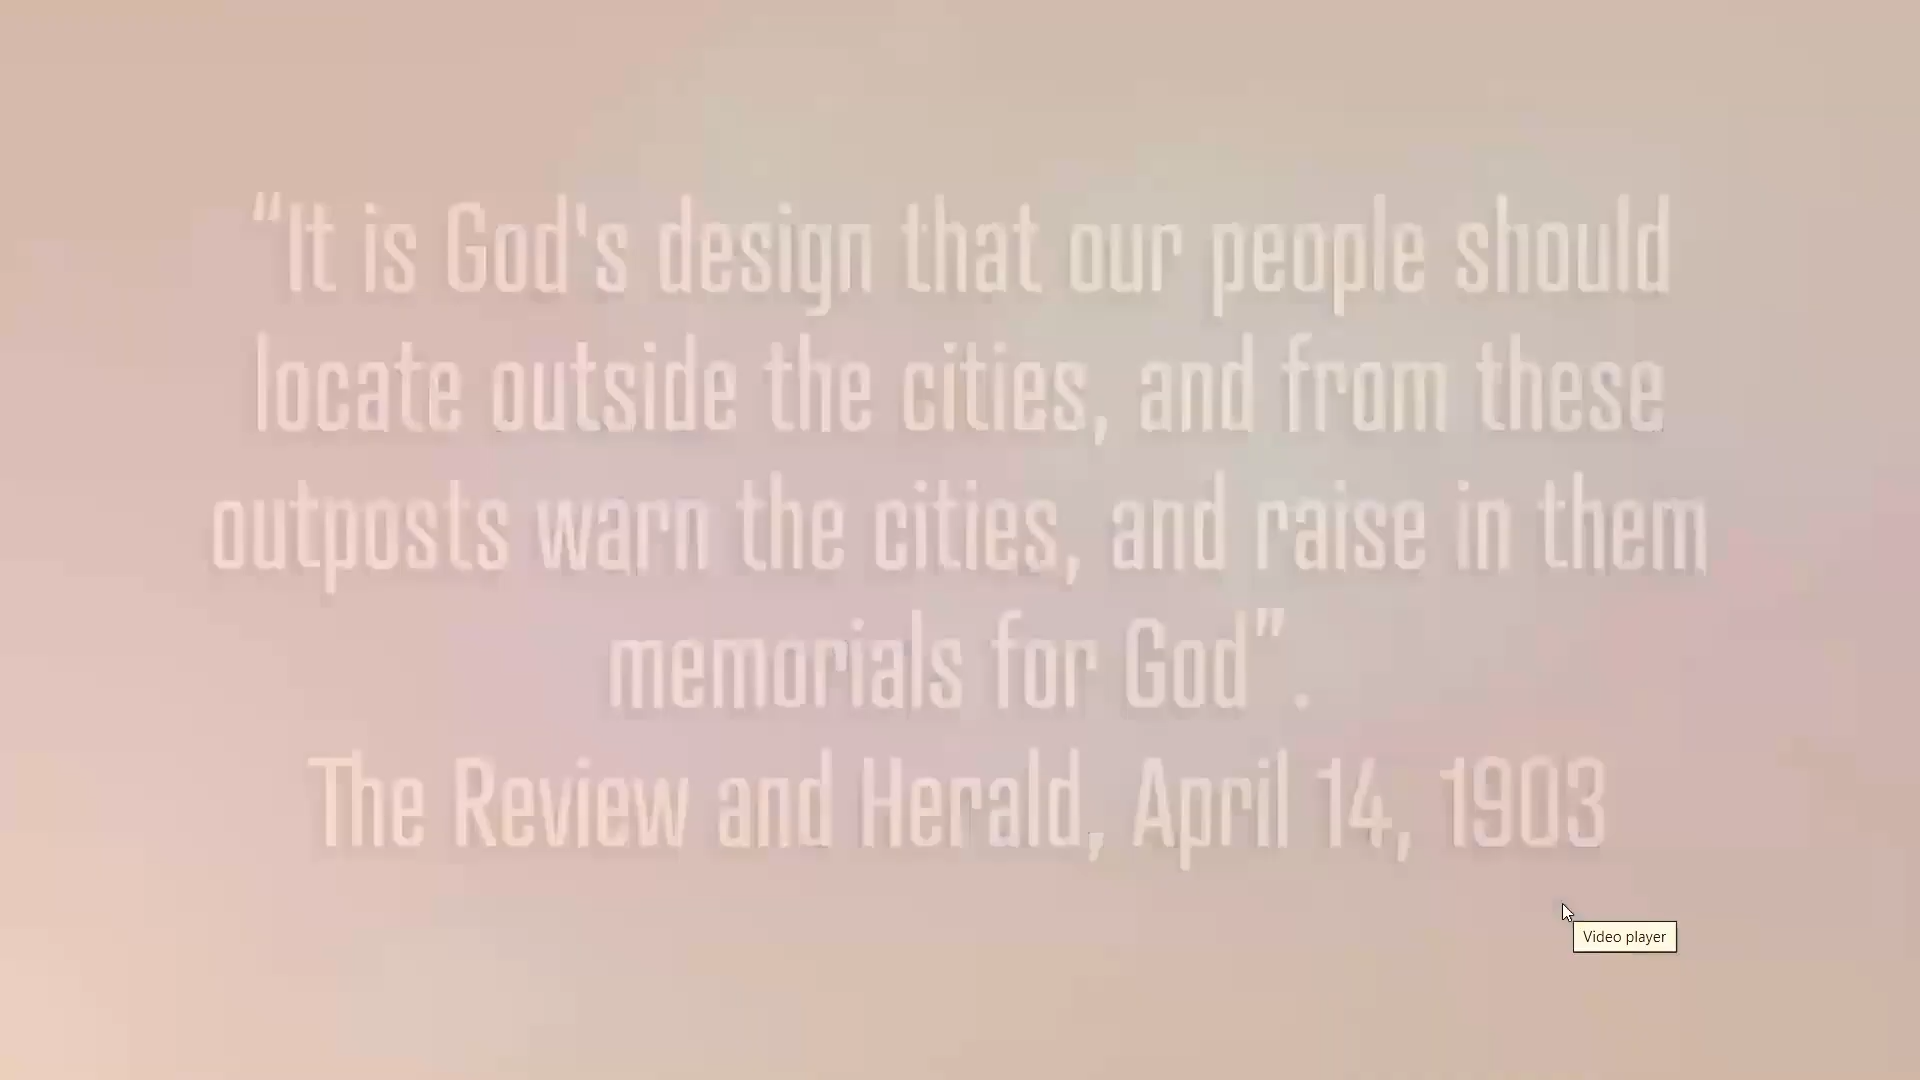 “It is God's design that our people should
locate outside the cities, and from these
outposts warn the cities, and raise in them
memorials for God”.
The Review and Herald, April 14, 1903
Video player